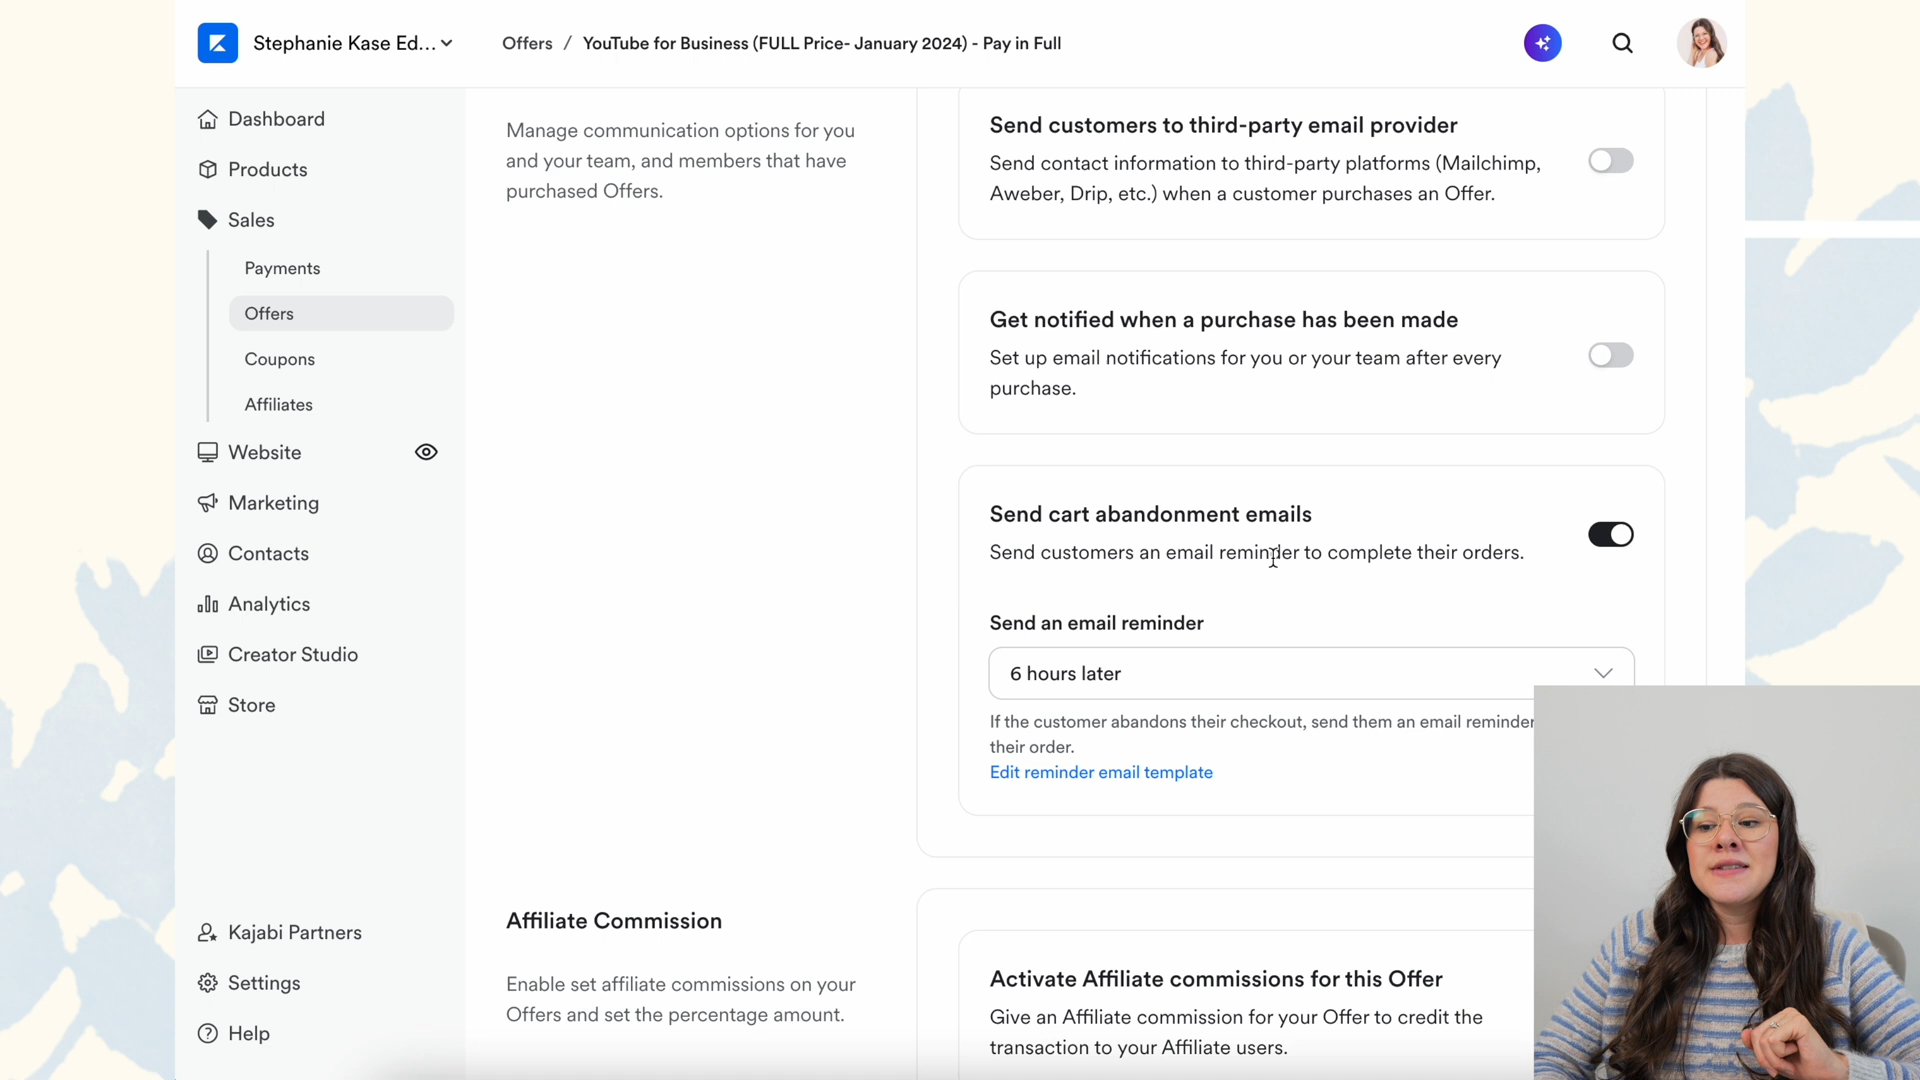 Stephanie Kase Ed...
Offers / YouTube for Business (FULL Price- January 2024) - Pay in Full
Dashboard
Products
Sales
Payments
Offers
Coupons
Affiliates
Website
Marketing
Contacts
Analytics
Creator Studio
Store
Kajabi Partners
Settings
Help
Manage communication options for you
and your team, and members that have
purchased Offers.
Send customers to third-party email provider
Send contact information to third-party platforms (Mailchimp,
Aweber, Drip, etc.) when a customer purchases an Offer.
Get notified when a purchase has been made
Set up email notifications for you or your team after every
purchase.
Send cart abandonment emails
Send customers an email reminder to complete their orders.
Send an email reminder
6 hours later
If the customer abandons their checkout, send them an email reminder
their order.
Edit reminder email template
Affiliate Commission
Enable set affiliate commissions on your
Offers and set the percentage amount.
Activate Affiliate commissions for this Offer
Give an Affiliate commission for your Offer to credit the
transaction to your Affiliate users.